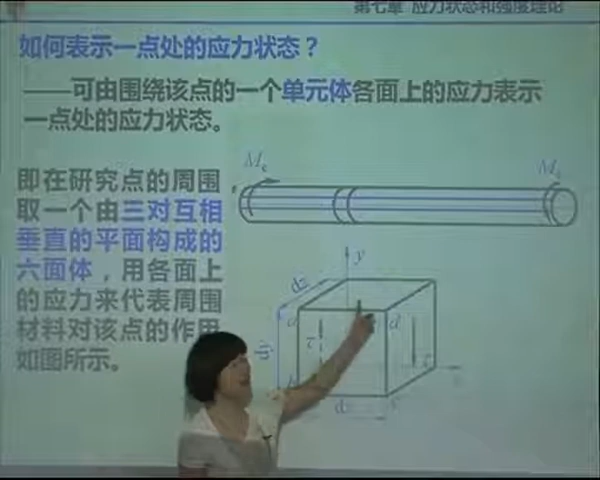 第七章 应力状态和强度理论
如何表示一点处的应力状态？
——可由围绕该点的一个单元体各面上的应力表示
一点处的应力状态。
即在研究点的周围
取一个由三对互相
垂直的平面构成的
六面体，用各面上
的应力来代表周围
材料对该点的作用
如图所示。
Me
Me
y
dz
a
d
τ
τ
dy
b
dx
c